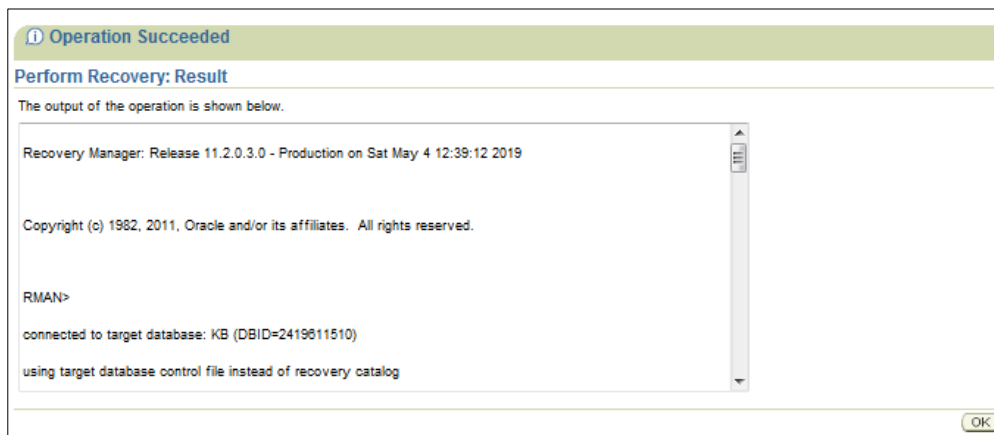 Operation Succeeded
Perform Recovery: Result
The output of the operation is shown below.
Recovery Manager: Release 11.2.0.3.0 - Production on Sat May 4 12:39:12 2019
Copyright (c) 1982, 2011, Oracle and/or its affiliates. All rights reserved.
RMAN>
connected to target database: KB (DBID=2419611510)
using target database control file instead of recovery catalog
OK